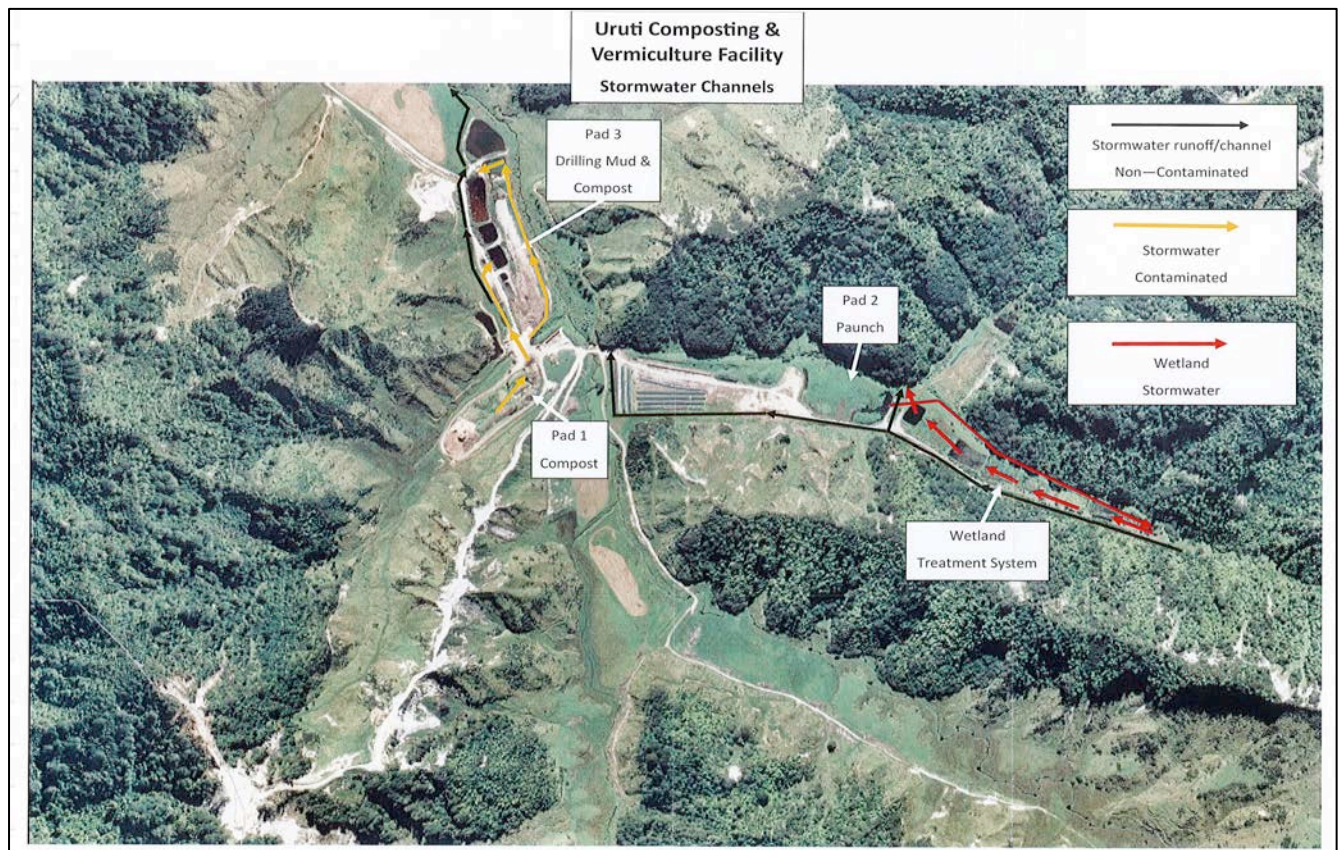 Uruti Composting &
Vermiculture Facility
Stormwater Channels
Pad 3
Drilling Mud &
Compost
Stormwater runoff/channel
Non—Contaminated
Stormwater
Contaminated
Pad 2
Paunch
Wetland
Stormwater
Pad 1
Compost
Wetland
Treatment System